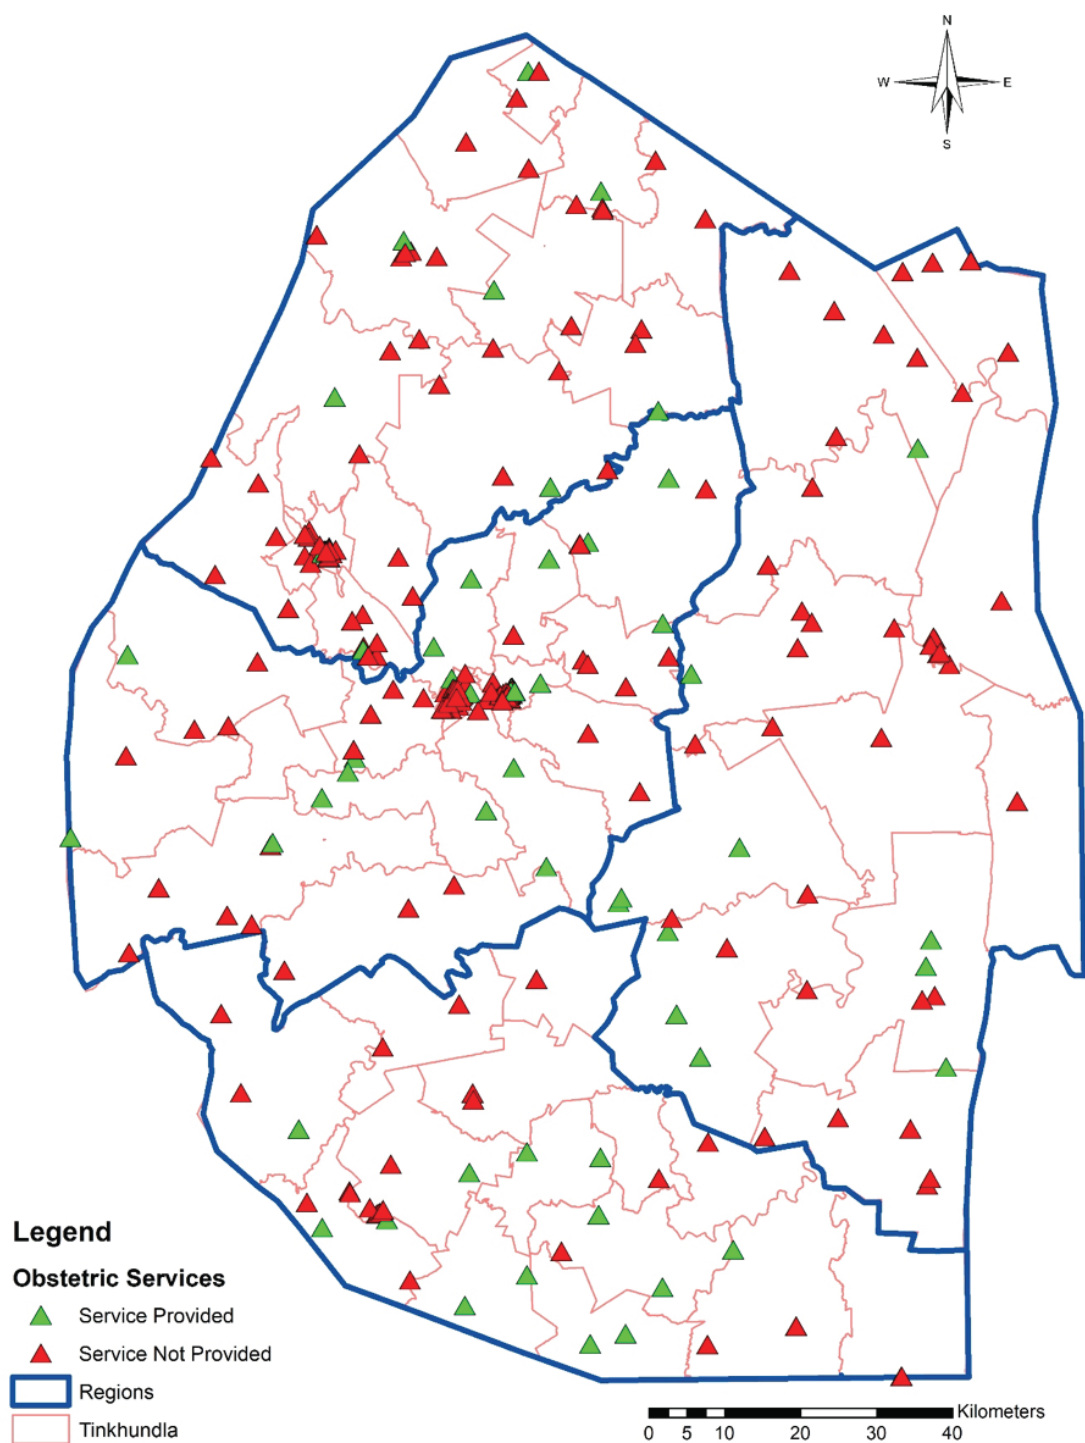 N
W E
S
Legend
Obstetric Services
Service Provided
Service Not Provided
Regions
Tinkhundla
Kilometers
0 5 10 20 30 40